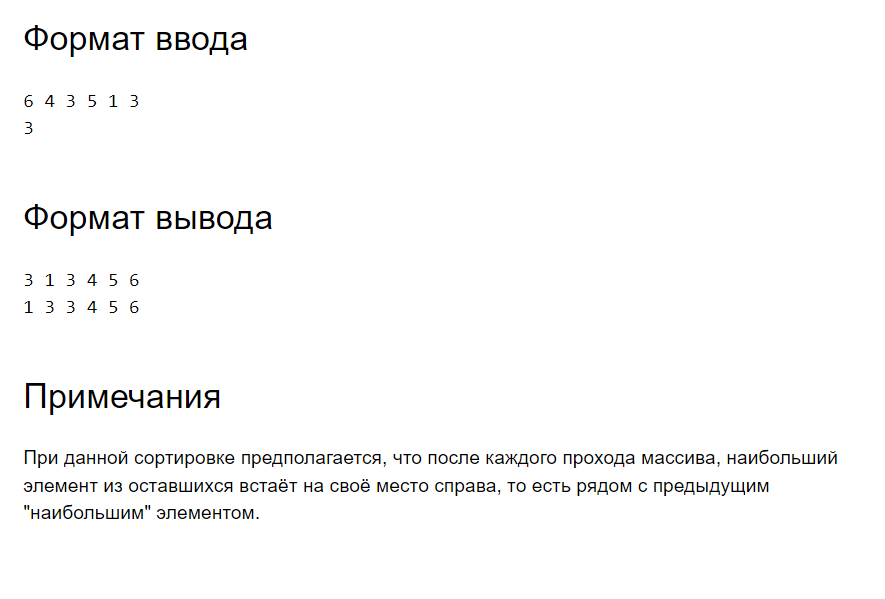 Формат ввода
6 4 3 5 1 3
3
Формат вывода
3 1 3 4 5 6
1 3 3 4 5 6
Примечания
При данной сортировке предполагается, что после каждого прохода массива, наибольший
элемент из оставшихся встаёт на своё место справа, то есть рядом с предыдущим
"наибольшим" элементом.